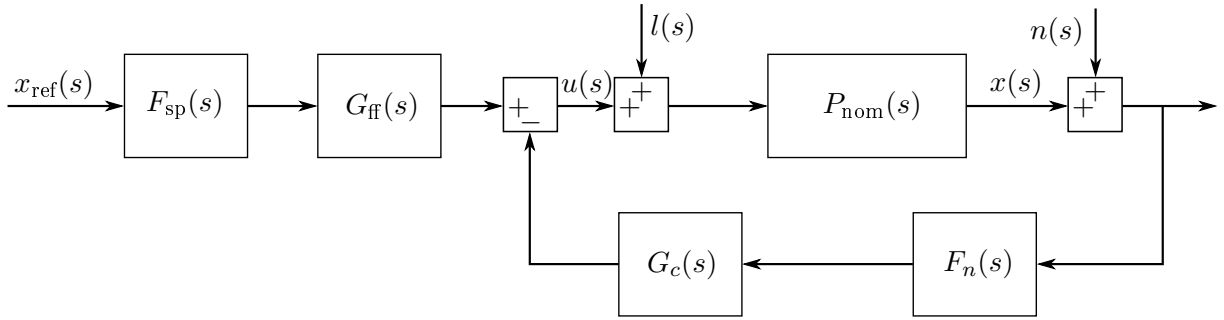 l(s)
n(s)
x_ref(s)
F_sp(s)
G_ff(s)
+
−
u(s)
+
+
P_nom(s)
x(s)
+
+
G_c(s)
F_n(s)